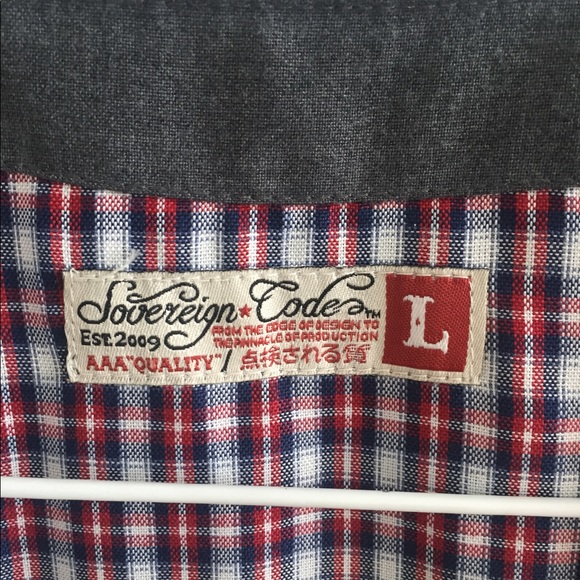 Sovereign★Code™
L
EST.2009
FROM THE EDGE OF DESIGN TO
THE PINNACLE OF PRODUCTION
AAA"QUALITY"/点検される質